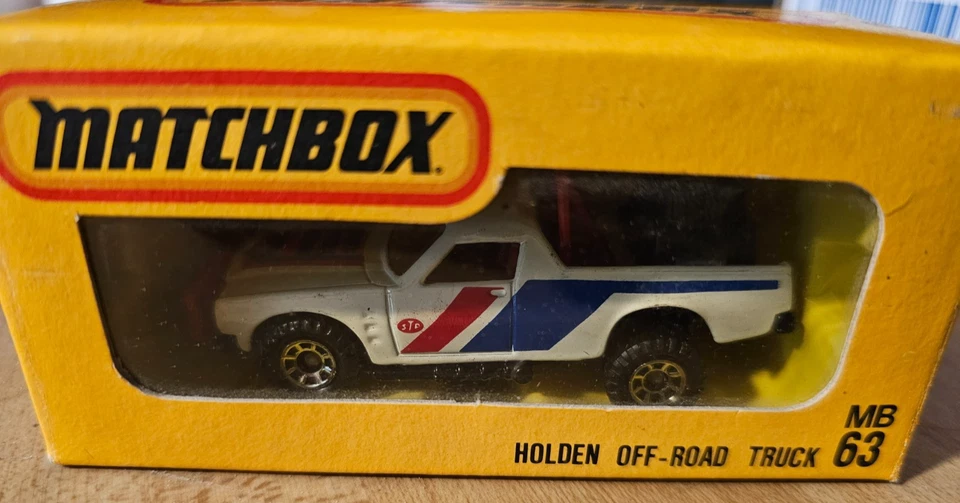 MATCHBOX.
STP
MB
HOLDEN OFF-ROAD TRUCK 63